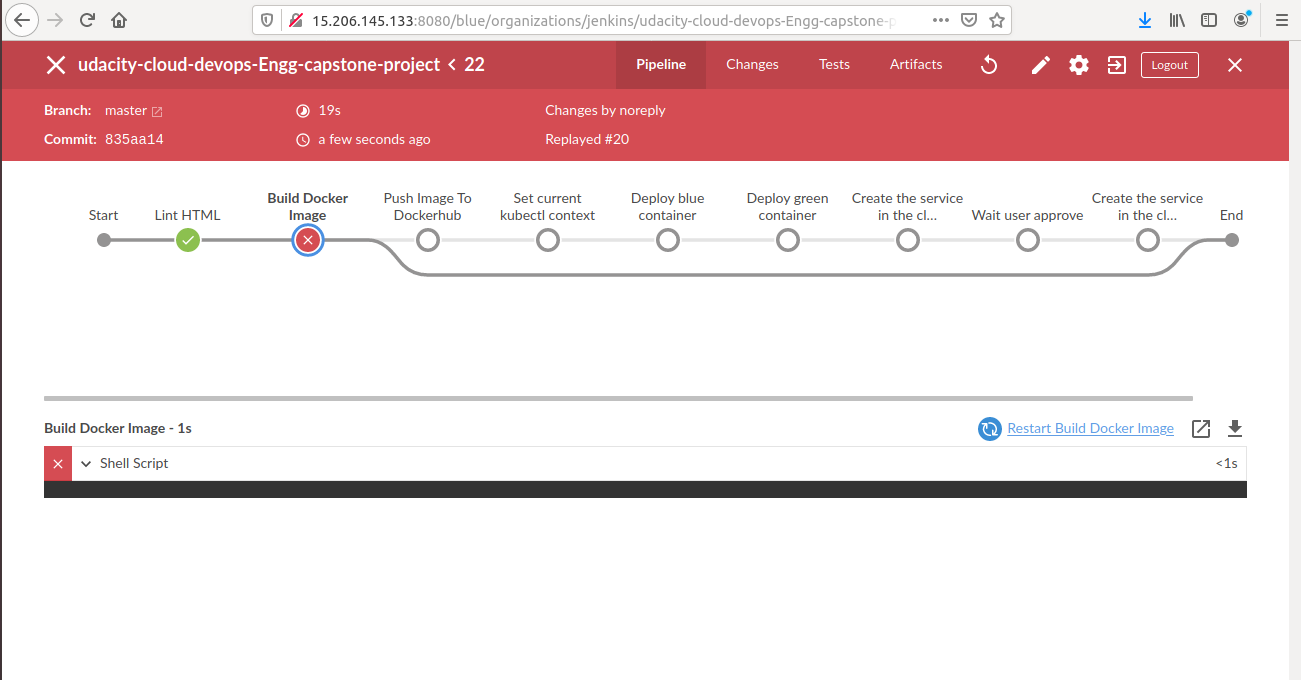 15.206.145.133:8080/blue/organizations/jenkins/udacity-cloud-devops-Engg-capstone-p
udacity-cloud-devops-Engg-capstone-project < 22
Pipeline
Changes
Tests
Artifacts
Logout
Branch: master
19s
Changes by noreply
Commit: 835aa14
a few seconds ago
Replayed #20
Start
Lint HTML
Build Docker
Image
Push Image To
Dockerhub
Set current
kubectl context
Deploy blue
container
Deploy green
container
Create the service
in the cl...
Wait user approve
Create the service
in the cl...
End
Build Docker Image - 1s
Restart Build Docker Image
Shell Script
<1s